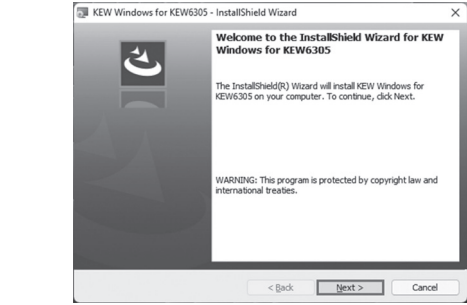 KEW Windows for KEW6305 - InstallShield Wizard
Welcome to the InstallShield Wizard for KEW
Windows for KEW6305
The InstallShield(R) Wizard will install KEW Windows for
KEW6305 on your computer. To continue, click Next.
WARNING: This program is protected by copyright law and
international treaties.
< Back Next > Cancel